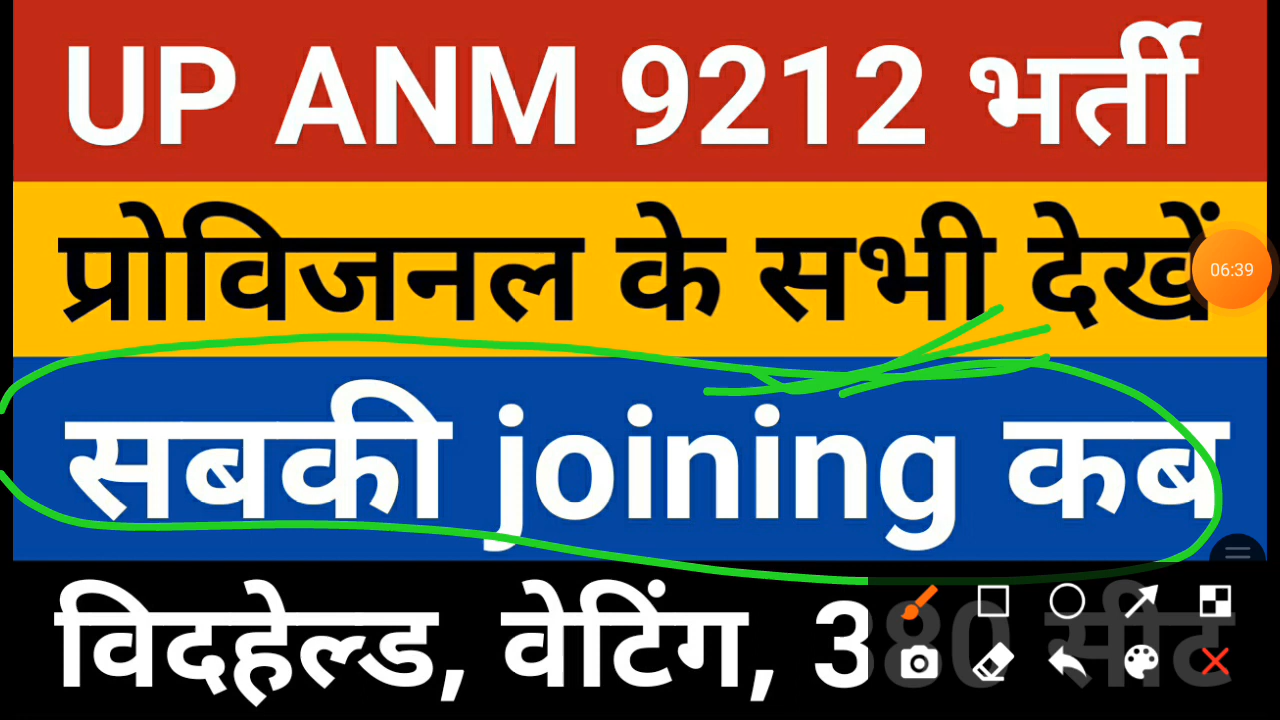 UP ANM 9212 भर्ती
प्रोविजनल के सभी देखें
06:39
सबकी joining कब
विदहेल्ड, वेटिंग, 380 सीट